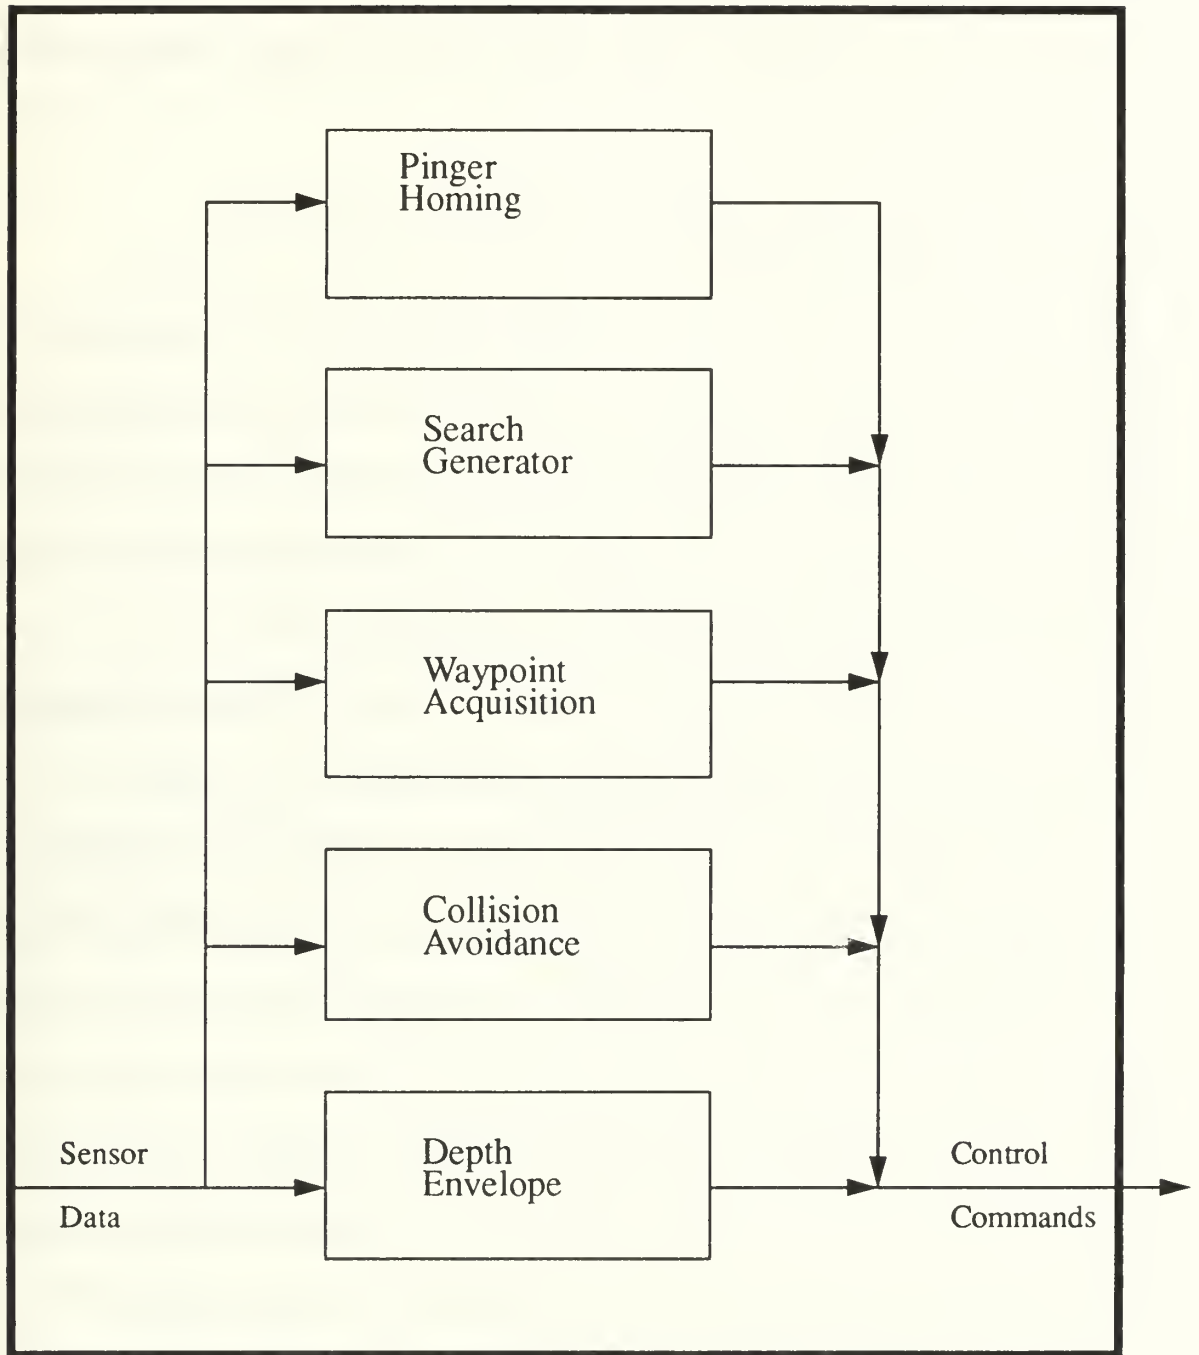 Pinger
Homing
Search
Generator
Waypoint
Acquisition
Collision
Avoidance
Depth
Envelope
Sensor
Data
Control
Commands